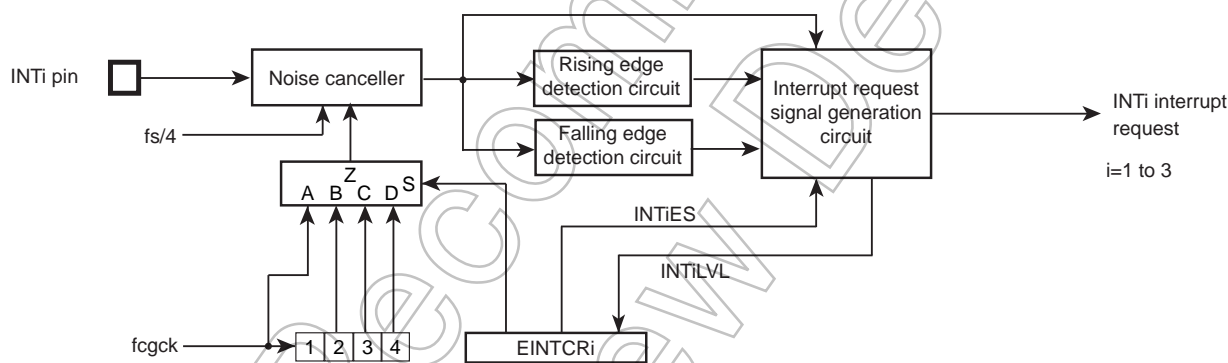 INTi pin
Noise canceller
fs/4
Z
S
A B C D
fcgck
1 2 3 4
Rising edge
detection circuit
Falling edge
detection circuit
Interrupt request
signal generation
circuit
INTiES
INTiLVL
EINTCRi
INTi interrupt
request
i=1 to 3